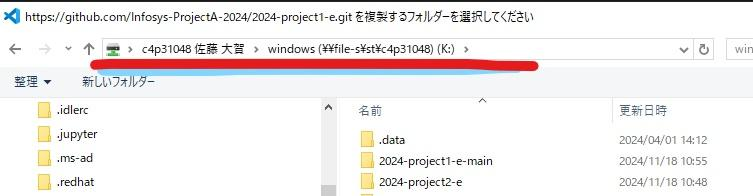 https://github.com/Infosys-ProjectA-2024/2024-project1-e.git を複製するフォルダーを選択してください
c4p31048 佐藤 大賀 > windows (¥¥file-s¥st¥c4p31048) (K:) >
整理 新しいフォルダー
名前 更新日時
.idlerc
.jupyter
.ms-ad
.redhat
.data 2024/04/01 14:12
2024-project1-e-main 2024/11/18 10:55
2024-project2-e 2024/11/18 10:48